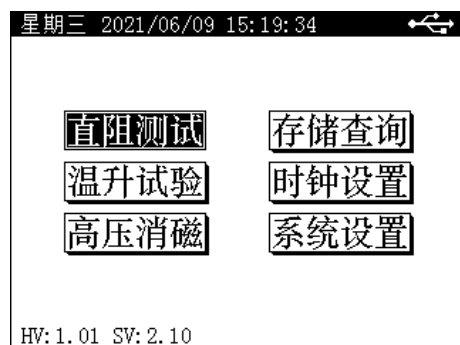 星期三 2021/06/09 15:19:34
直阻测试 存储查询
温升试验 时钟设置
高压消磁 系统设置
HV:1.01 SV:2.10